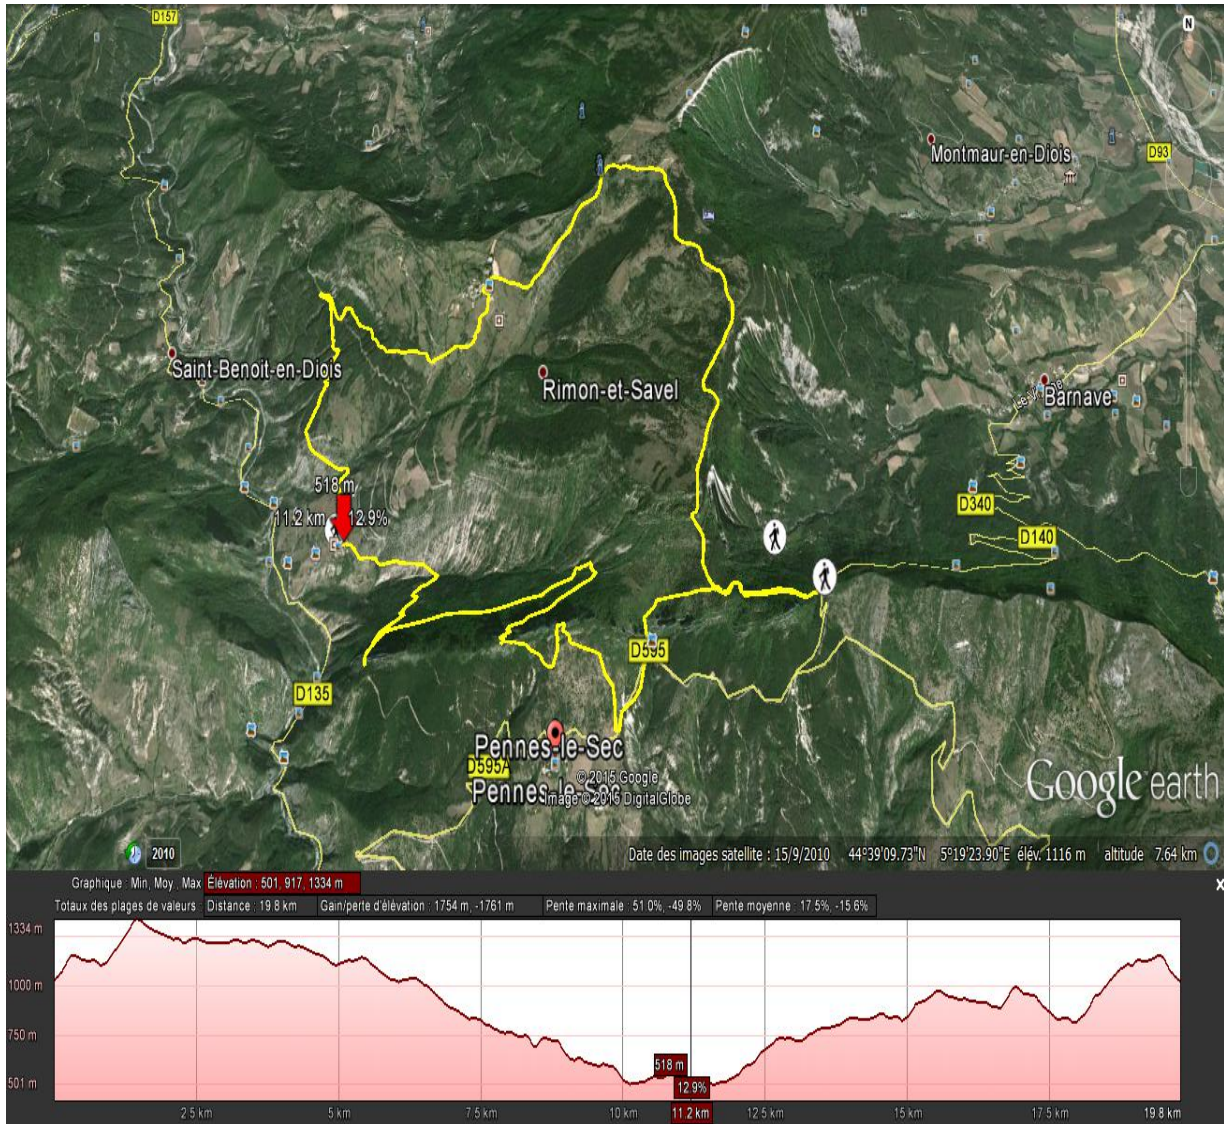 D157
N
Montmaur-en-Diois
D93
Saint-Benoit-en-Diois
Rimon-et-Savel
Barnave
518 m
11.2 km
12.9%
D340
D140
D595
D135
Pennes-le-Sec
D595A
Pennes-le-Sec
© 2015 Google
Image © 2015 DigitalGlobe
Google earth
2010
Date des images satellite : 15/9/2010 44°39'09.73"N 5°19'23.90"E élév. 1116 m altitude 7.64 km
Graphique : Min, Moy, Max Élévation : 501, 917, 1334 m
x
Totaux des plages de valeurs : Distance : 19.8 km Gain/perte d'élévation : 1754 m, -1761 m Pente maximale : 51.0%, -49.8% Pente moyenne : 17.5%, -15.6%
1334 m
1000 m
750 m
501 m
518 m
12.9%
2.5 km 5 km 7.5 km 10 km 11.2 km 12.5 km 15 km 17.5 km 19.8 km